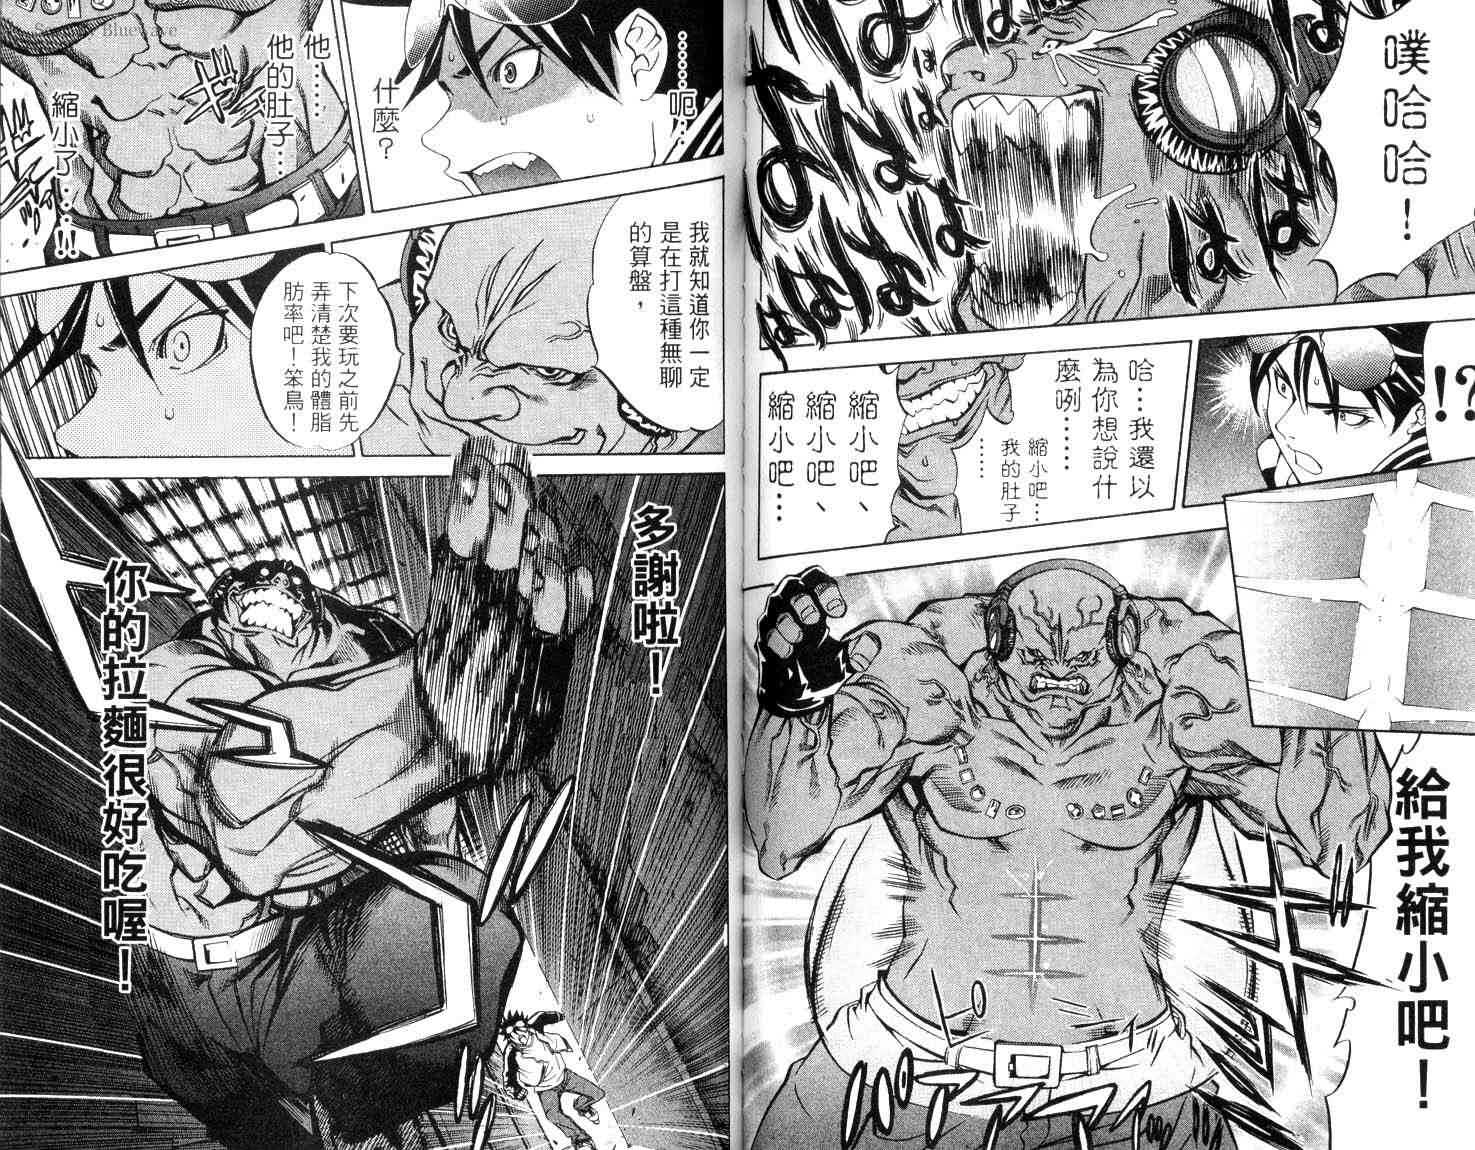 噗哈哈哈！
!?
哈…我還以
為你想說什
麼咧……
縮小吧…
我的肚子
……
縮小吧、
縮小吧、
縮小吧…
給我縮小吧！
……呃…
什麼？
他……
他的肚子…
縮小了……!!
我就知道你一定
是在打這種無聊
的算盤，
下次要玩之前先
弄清楚我的體脂
肪率吧！笨鳥！
多謝啦！
你的拉麵很好吃喔！